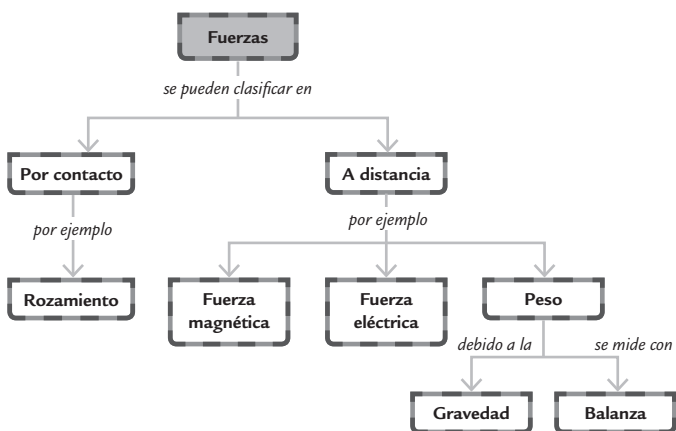 Fuerzas
se pueden clasificar en
Por contacto
A distancia
por ejemplo
por ejemplo
Rozamiento
Fuerza
magnética
Fuerza
eléctrica
Peso
debido a la
se mide con
Gravedad
Balanza